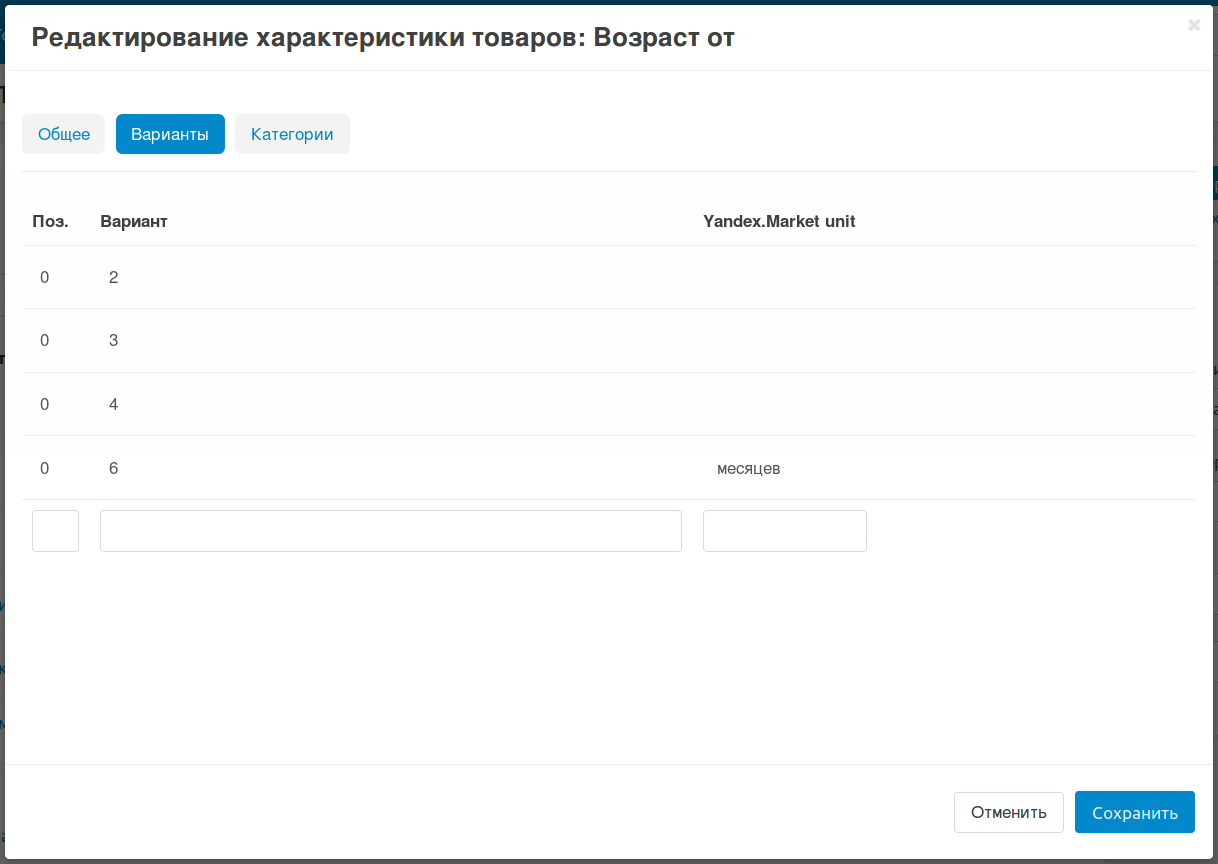 Редактирование характеристики товаров: Возраст от
×
Общее Варианты Категории
Поз. Вариант Yandex.Market unit
0 2
0 3
0 4
0 6 месяцев
Отменить Сохранить